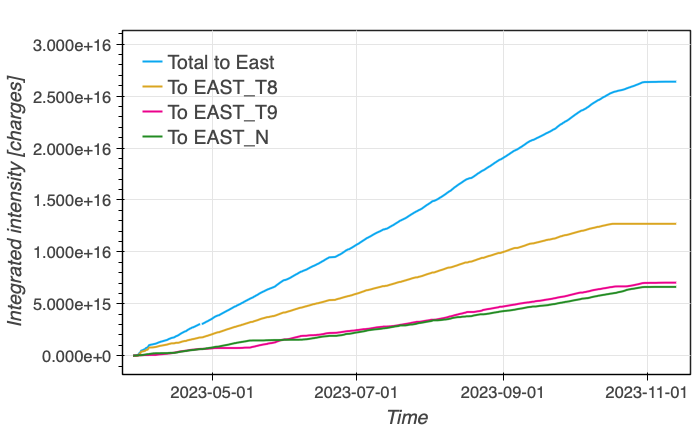 3.000e+16
2.500e+16
2.000e+16
1.500e+16
1.000e+16
5.000e+15
0.000e+0
Integrated intensity [charges]
Total to East
To EAST_T8
To EAST_T9
To EAST_N
2023-05-01
2023-07-01
2023-09-01
2023-11-01
Time